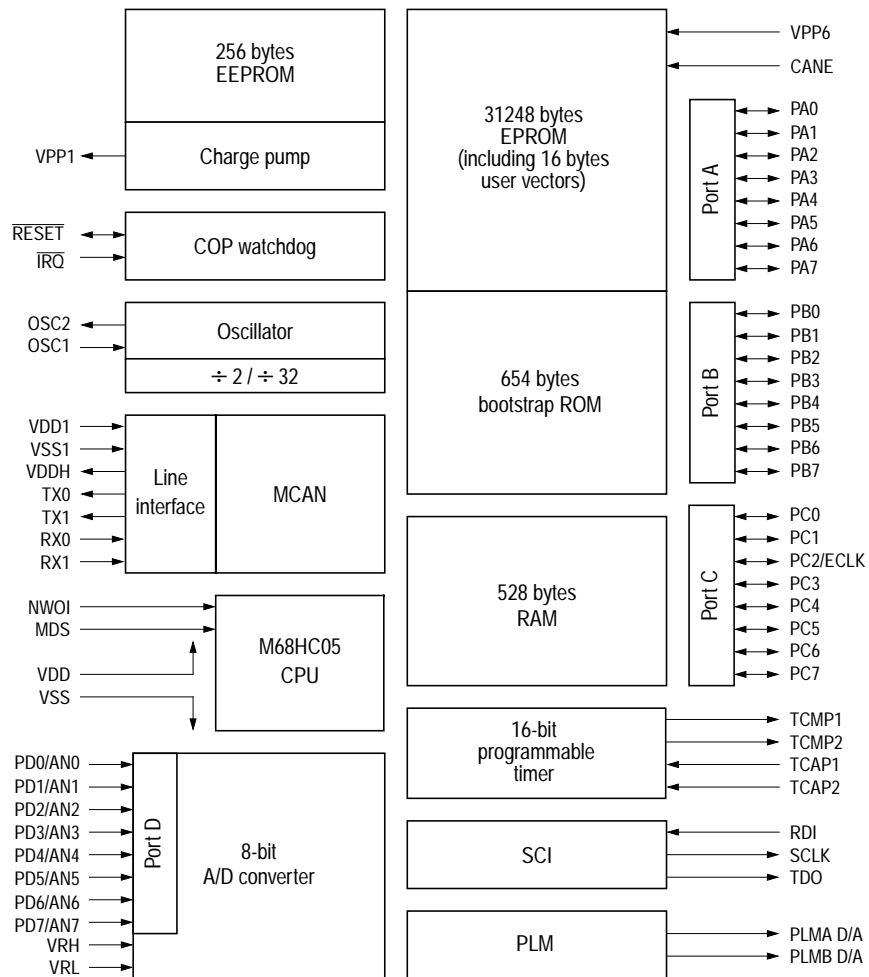 256 bytes
EEPROM
Charge pump
VPP1
RESET
IRQ
COP watchdog
OSC2
OSC1
Oscillator
÷ 2 / ÷ 32
VDD1
VSS1
VDDH
TX0
TX1
RX0
RX1
Line
interface
MCAN
NWOI
MDS
VDD
VSS
M68HC05
CPU
PD0/AN0
PD1/AN1
PD2/AN2
PD3/AN3
PD4/AN4
PD5/AN5
PD6/AN6
PD7/AN7
VRH
VRL
Port D
8-bit
A/D converter
31248 bytes
EPROM
(including 16 bytes
user vectors)
654 bytes
bootstrap ROM
528 bytes
RAM
16-bit
programmable
timer
SCI
PLM
VPP6
CANE
Port A
PA0
PA1
PA2
PA3
PA4
PA5
PA6
PA7
Port B
PB0
PB1
PB2
PB3
PB4
PB5
PB6
PB7
Port C
PC0
PC1
PC2/ECLK
PC3
PC4
PC5
PC6
PC7
TCMP1
TCMP2
TCAP1
TCAP2
RDI
SCLK
TDO
PLMA D/A
PLMB D/A